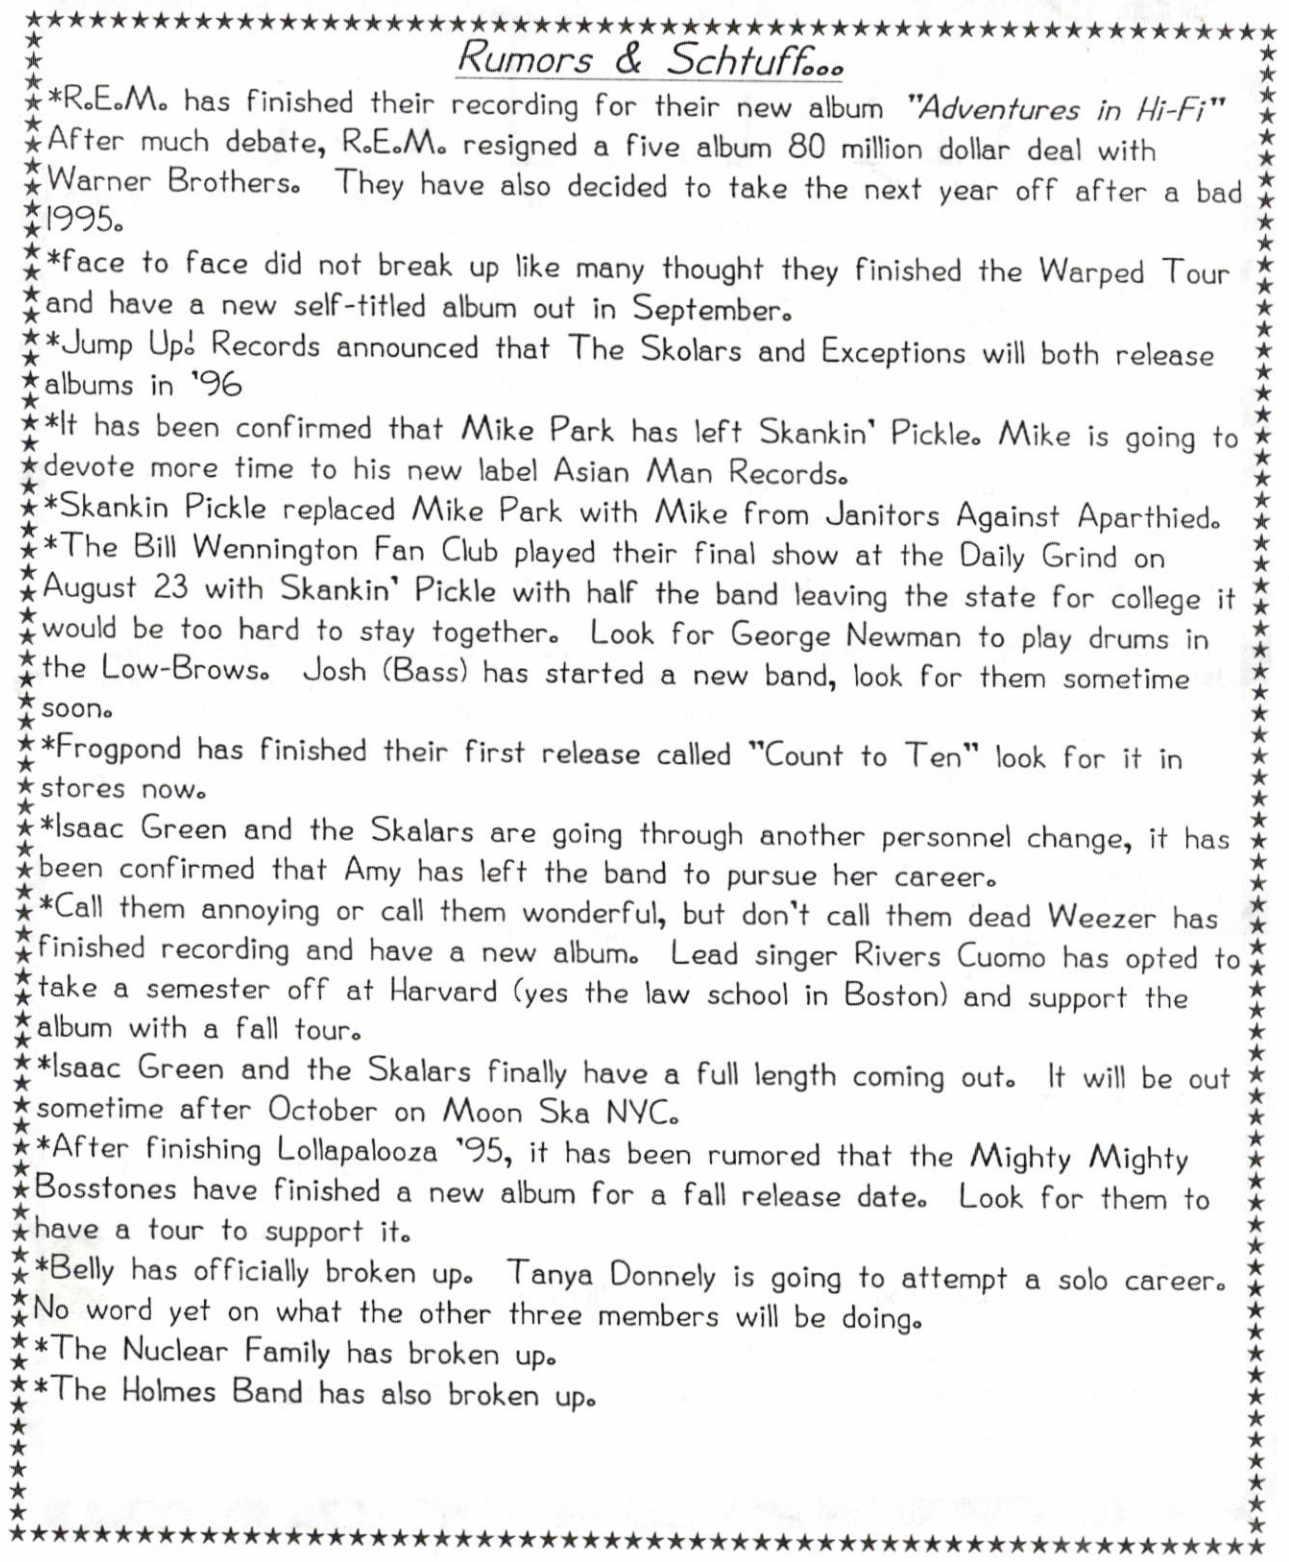 Rumors & Schtuff...
*R.E.M. has finished their recording for their new album "Adventures in Hi-Fi"
After much debate, R.E.M. resigned a five album 80 million dollar deal with
Warner Brothers. They have also decided to take the next year off after a bad
1995.
*face to face did not break up like many thought they finished the Warped Tour
and have a new self-titled album out in September.
*Jump Up! Records announced that The Skolars and Exceptions will both release
albums in '96
*It has been confirmed that Mike Park has left Skankin' Pickle. Mike is going to
devote more time to his new label Asian Man Records.
*Skankin Pickle replaced Mike Park with Mike from Janitors Against Aparthied.
*The Bill Wennington Fan Club played their final show at the Daily Grind on
August 23 with Skankin' Pickle with half the band leaving the state for college it
would be too hard to stay together. Look for George Newman to play drums in
the Low-Brows. Josh (Bass) has started a new band, look for them sometime
soon.
*Frogpond has finished their first release called "Count to Ten" look for it in
stores now.
*Isaac Green and the Skalars are going through another personnel change, it has
been confirmed that Amy has left the band to pursue her career.
*Call them annoying or call them wonderful, but don't call them dead Weezer has
finished recording and have a new album. Lead singer Rivers Cuomo has opted to
take a semester off at Harvard (yes the law school in Boston) and support the
album with a fall tour.
*Isaac Green and the Skalars finally have a full length coming out. It will be out
sometime after October on Moon Ska NYC.
*After finishing Lollapalooza '95, it has been rumored that the Mighty Mighty
Bosstones have finished a new album for a fall release date. Look for them to
have a tour to support it.
*Belly has officially broken up. Tanya Donnely is going to attempt a solo career.
No word yet on what the other three members will be doing.
*The Nuclear Family has broken up.
*The Holmes Band has also broken up.